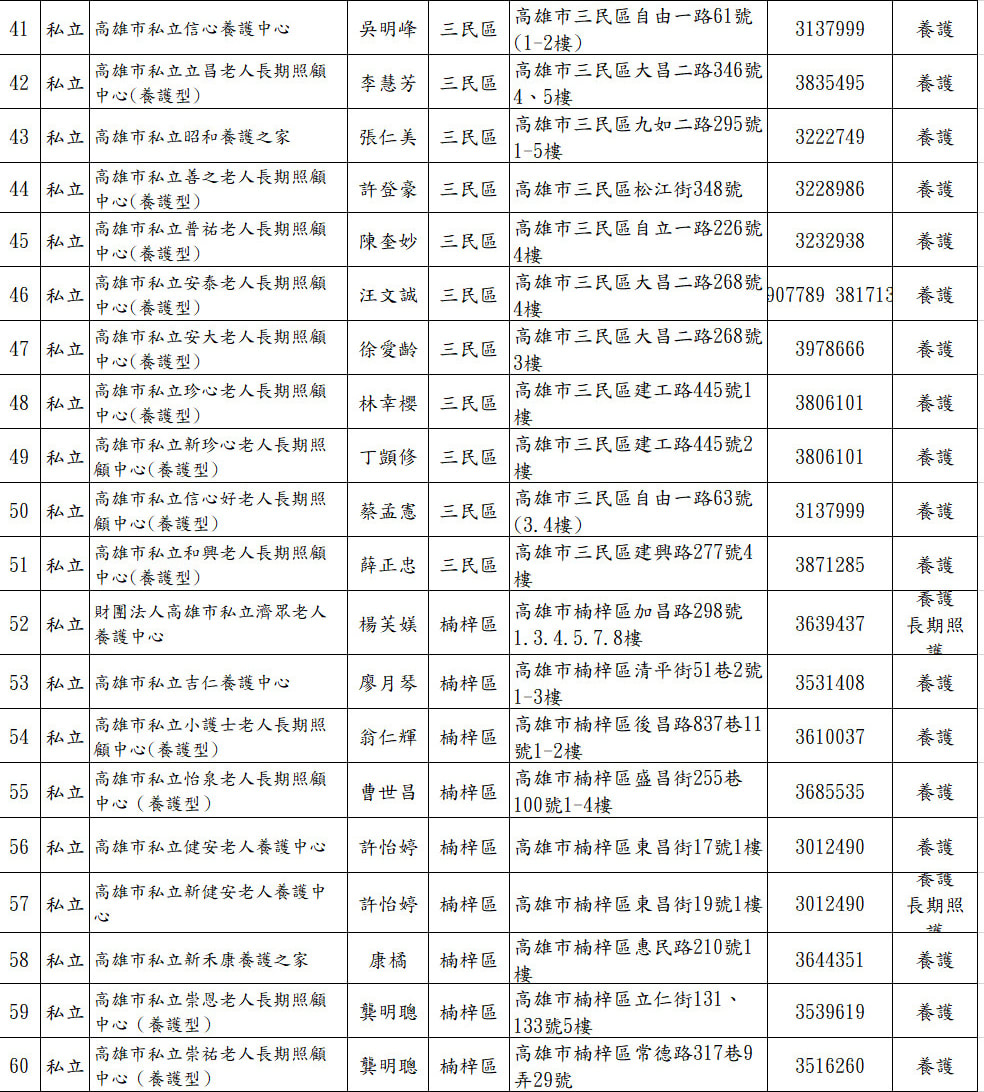 41 私立 高雄市私立信心養護中心 吳明峰 三民區 高雄市三民區自由一路61號 3137999 養護
(1-2樓)
42 私立 高雄市私立立昌老人長期照顧 李慧芳 三民區 高雄市三民區大昌二路346號 3835495 養護
中心(養護型) 4、5樓
43 私立 高雄市私立昭和養護之家 張仁美 三民區 高雄市三民區九如二路295號 3222749 養護
1-5樓
44 私立 高雄市私立善之老人長期照顧 許登豪 三民區 高雄市三民區松江街348號 3228986 養護
中心(養護型)
45 私立 高雄市私立普祐老人長期照顧 陳奎妙 三民區 高雄市三民區自立一路226號 3232938 養護
中心(養護型) 4樓
46 私立 高雄市私立安泰老人長期照顧 汪文誠 三民區 高雄市三民區大昌二路268號 907789 381713 養護
中心(養護型) 4樓
47 私立 高雄市私立安大老人長期照顧 徐愛齡 三民區 高雄市三民區大昌二路268號 3978666 養護
中心(養護型) 3樓
48 私立 高雄市私立珍心老人長期照顧 林幸櫻 三民區 高雄市三民區建工路445號1 3806101 養護
中心(養護型) 樓
49 私立 高雄市私立新珍心老人長期照 丁顗修 三民區 高雄市三民區建工路445號2 3806101 養護
顧中心(養護型) 樓
50 私立 高雄市私立信心好老人長期照 蔡孟憲 三民區 高雄市三民區自由一路63號 3137999 養護
顧中心(養護型) (3.4樓)
51 私立 高雄市私立和興老人長期照顧 薛正忠 三民區 高雄市三民區建興路277號4 3871285 養護
中心(養護型) 樓
52 私立 財團法人高雄市私立濟眾老人 楊芙媄 楠梓區 高雄市楠梓區加昌路298號 3639437 養護
養護中心 1.3.4.5.7.8樓 長期照
護
53 私立 高雄市私立吉仁養護中心 廖月琴 楠梓區 高雄市楠梓區清平街51巷2號 3531408 養護
1-3樓
54 私立 高雄市私立小護士老人長期照 翁仁輝 楠梓區 高雄市楠梓區後昌路837巷11 3610037 養護
顧中心(養護型) 號1-2樓
55 私立 高雄市私立怡泉老人長期照顧 曹世昌 楠梓區 高雄市楠梓區盛昌街255巷 3685535 養護
中心(養護型) 100號1-4樓
56 私立 高雄市私立健安老人養護中心 許怡婷 楠梓區 高雄市楠梓區東昌街17號1樓 3012490 養護
57 私立 高雄市私立新健安老人養護中 許怡婷 楠梓區 高雄市楠梓區東昌街19號1樓 3012490 養護
心 長期照
護
58 私立 高雄市私立新禾康養護之家 康橘 楠梓區 高雄市楠梓區惠民路210號1 3644351 養護
樓
59 私立 高雄市私立崇恩老人長期照顧 龔明聰 楠梓區 高雄市楠梓區立仁街131、 3539619 養護
中心(養護型) 133號5樓
60 私立 高雄市私立崇祐老人長期照顧 龔明聰 楠梓區 高雄市楠梓區常德路317巷9 3516260 養護
中心(養護型) 弄29號